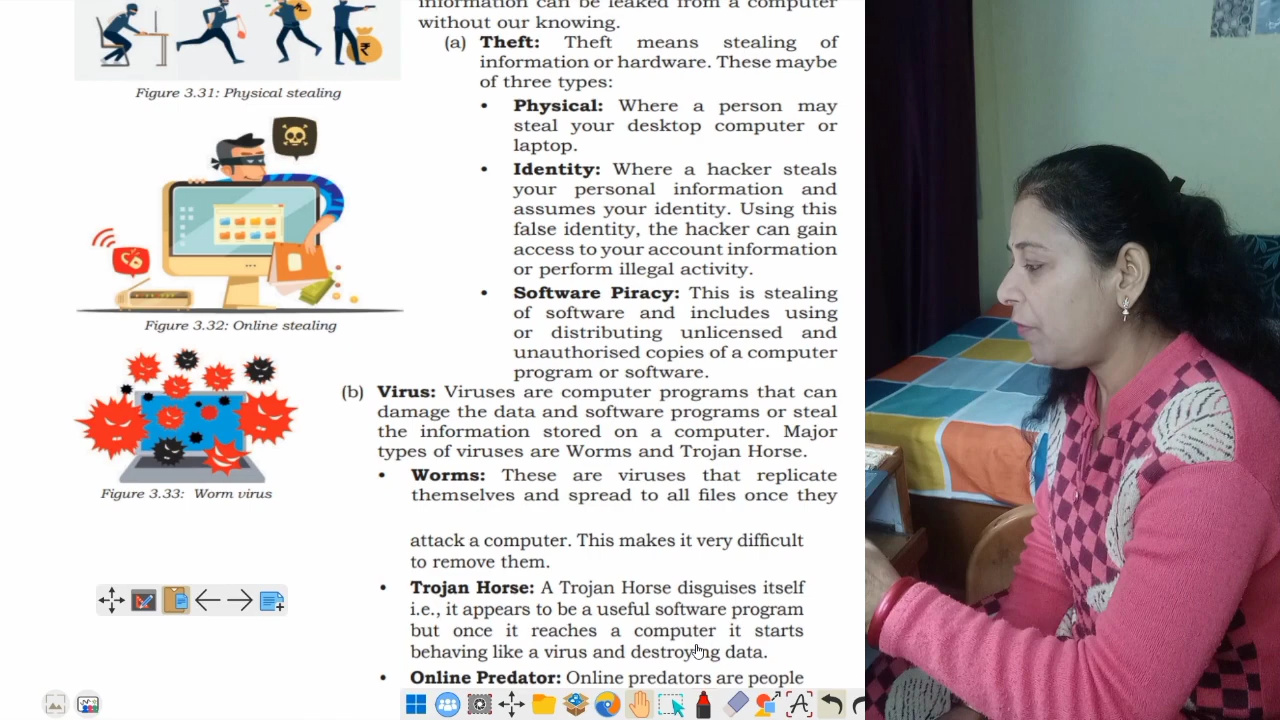 information can be leaked from a computer
without our knowing.
(a) Theft: Theft means stealing of
information or hardware. These maybe
of three types:
• Physical: Where a person may
steal your desktop computer or
laptop.
• Identity: Where a hacker steals
your personal information and
assumes your identity. Using this
false identity, the hacker can gain
access to your account information
or perform illegal activity.
• Software Piracy: This is stealing
of software and includes using
or distributing unlicensed and
unauthorised copies of a computer
program or software.
Figure 3.31: Physical stealing
Figure 3.32: Online stealing
(b) Virus: Viruses are computer programs that can
damage the data and software programs or steal
the information stored on a computer. Major
types of viruses are Worms and Trojan Horse.
• Worms: These are viruses that replicate
themselves and spread to all files once they
Figure 3.33: Worm virus
attack a computer. This makes it very difficult
to remove them.
• Trojan Horse: A Trojan Horse disguises itself
i.e., it appears to be a useful software program
but once it reaches a computer it starts
behaving like a virus and destroying data.
• Online Predator: Online predators are people